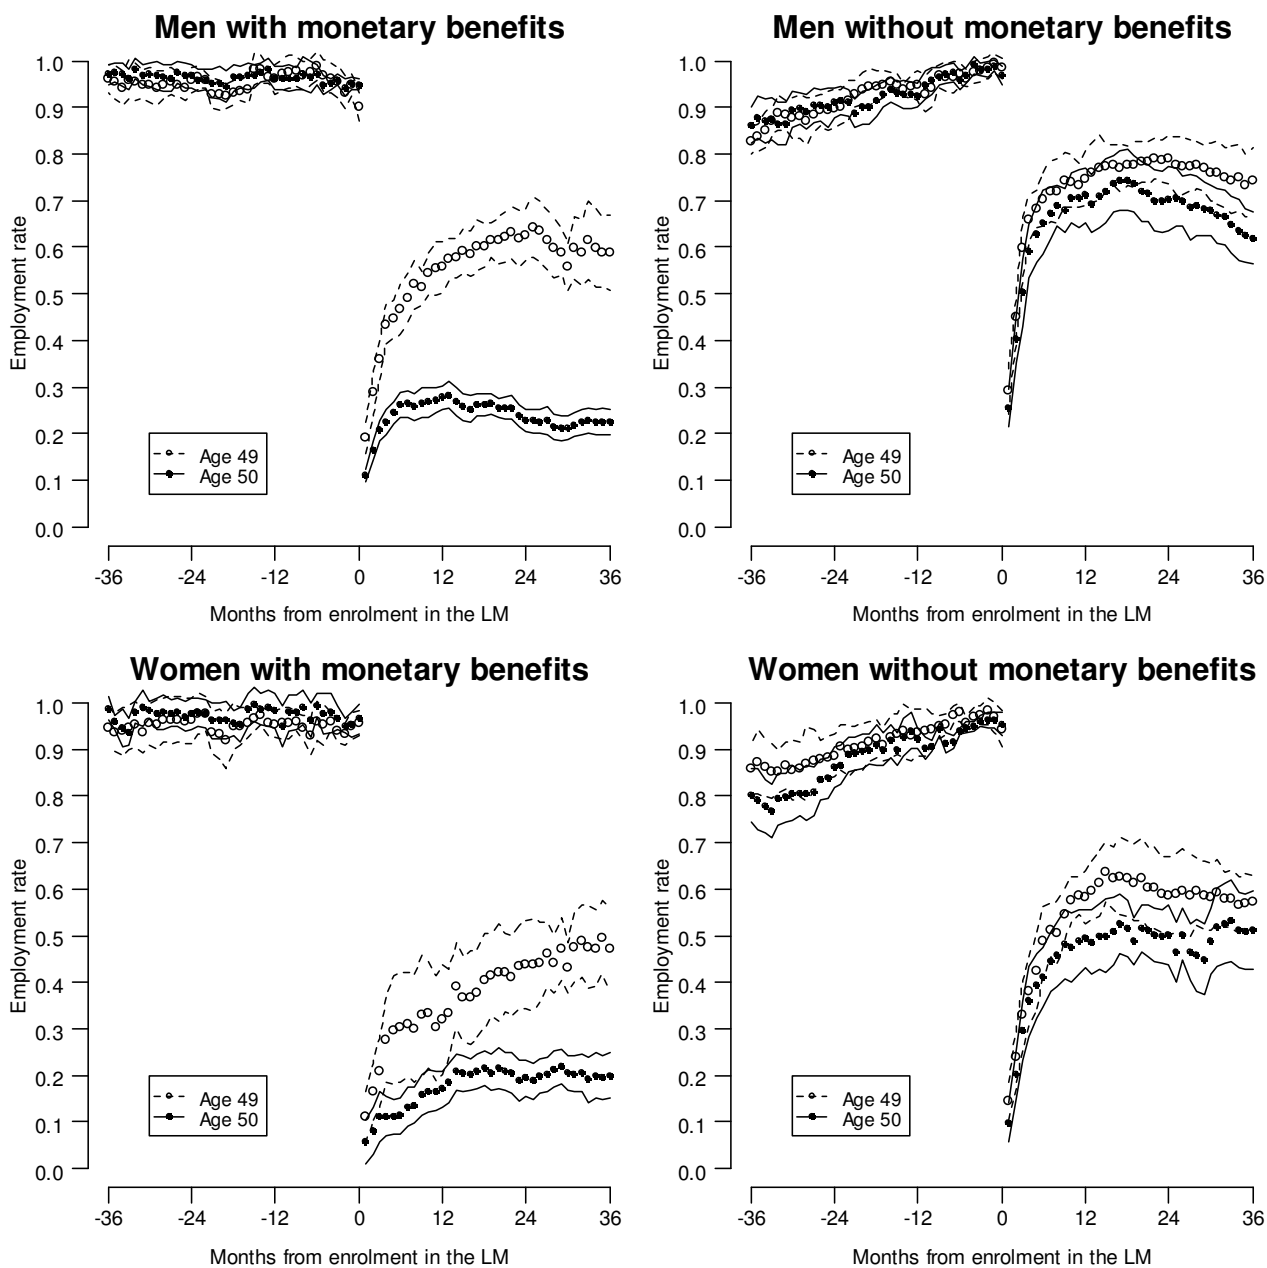 Men with monetary benefits
Employment rate
1.0
0.9
0.8
0.7
0.6
0.5
0.4
0.3
0.2
0.1
0.0
Age 49
Age 50
-36 -24 -12 0 12 24 36
Months from enrolment in the LM
Men without monetary benefits
Employment rate
1.0
0.9
0.8
0.7
0.6
0.5
0.4
0.3
0.2
0.1
0.0
Age 49
Age 50
-36 -24 -12 0 12 24 36
Months from enrolment in the LM
Women with monetary benefits
Employment rate
1.0
0.9
0.8
0.7
0.6
0.5
0.4
0.3
0.2
0.1
0.0
Age 49
Age 50
-36 -24 -12 0 12 24 36
Months from enrolment in the LM
Women without monetary benefits
Employment rate
1.0
0.9
0.8
0.7
0.6
0.5
0.4
0.3
0.2
0.1
0.0
Age 49
Age 50
-36 -24 -12 0 12 24 36
Months from enrolment in the LM